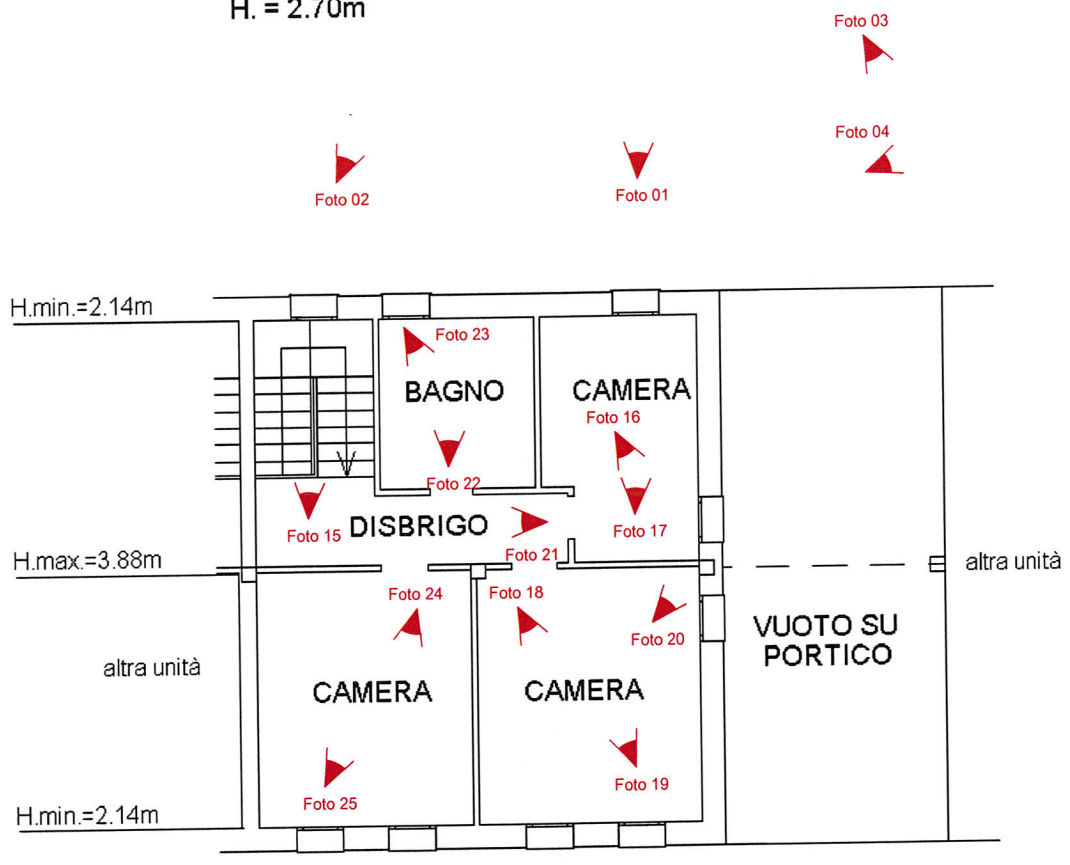 H. = 2.70m
Foto 03
Foto 04
Foto 02
Foto 01
H.min.=2.14m
Foto 23
BAGNO
CAMERA
Foto 16
Foto 22
Foto 15
DISBRIGO
Foto 17
Foto 21
H.max.=3.88m
altra unità
Foto 24
Foto 18
Foto 20
VUOTO SU
PORTICO
altra unità
CAMERA
CAMERA
Foto 19
Foto 25
H.min.=2.14m